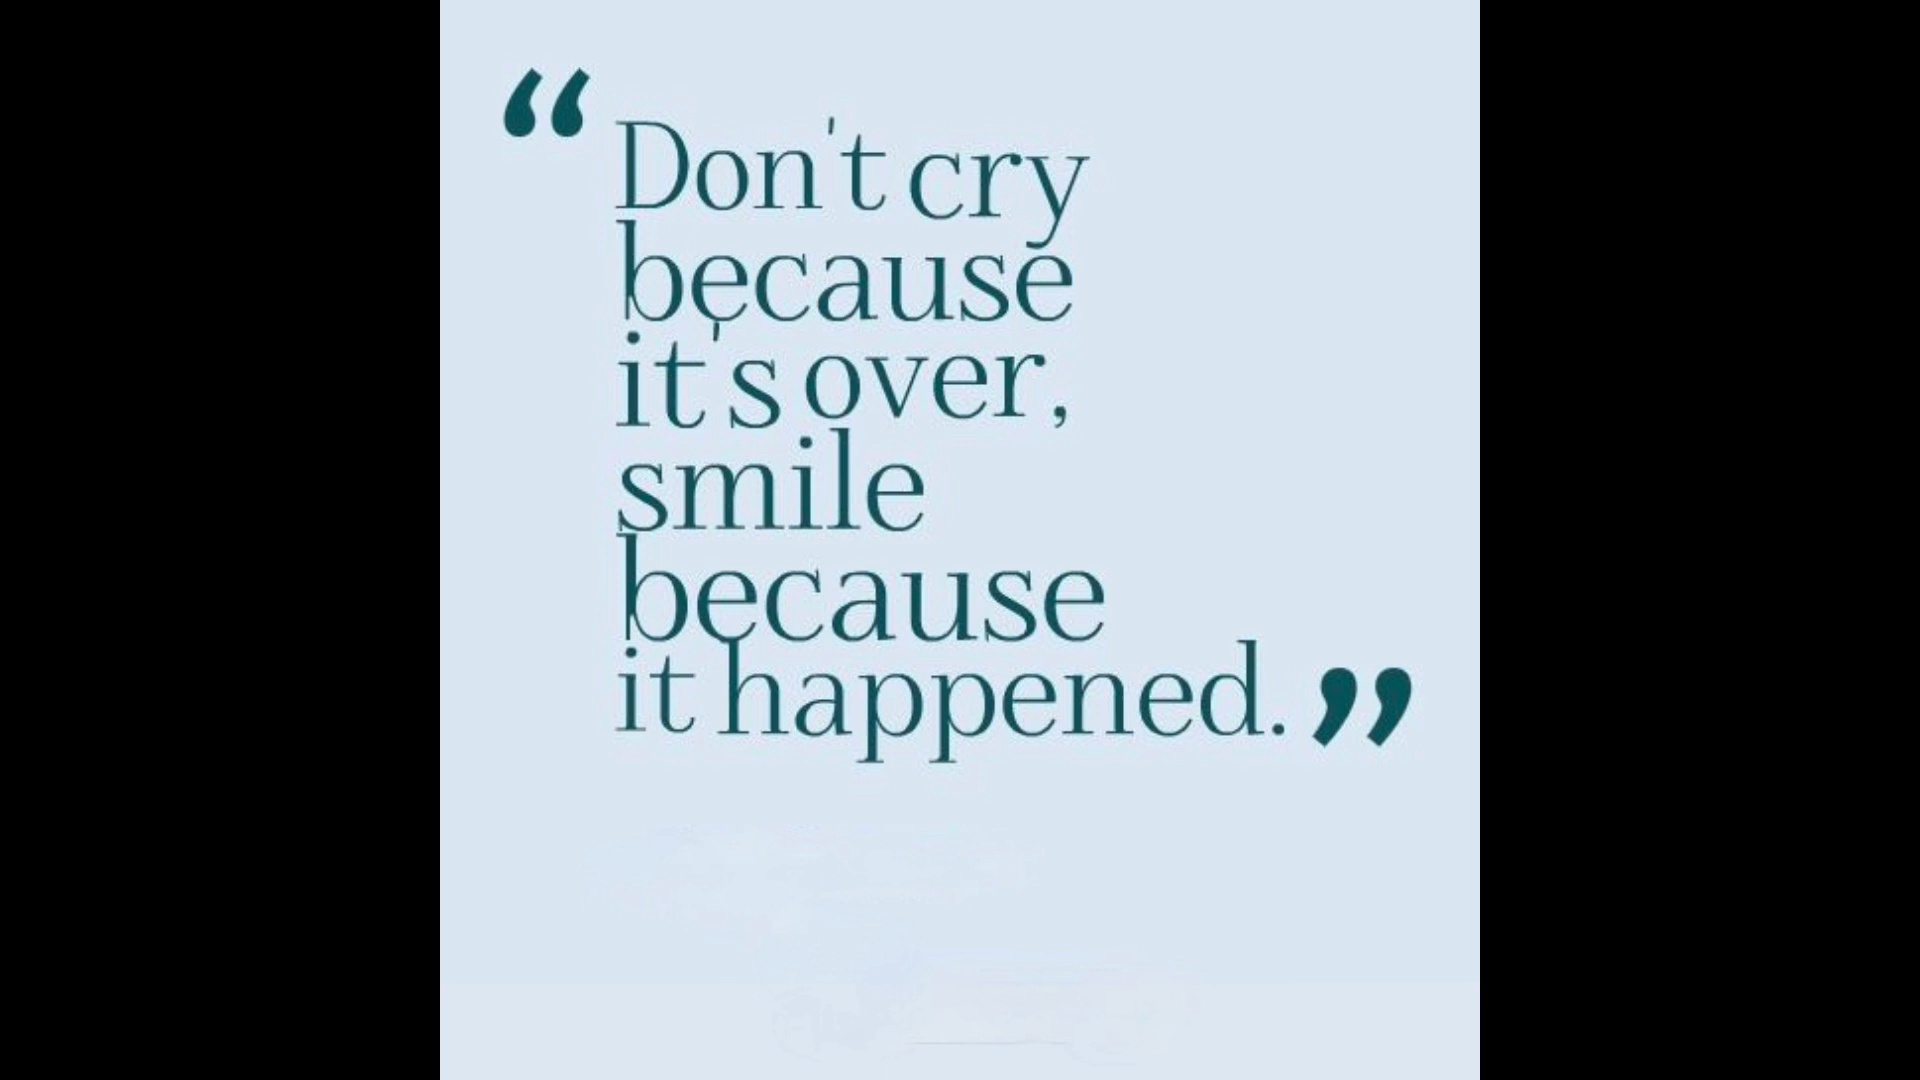 “Don't cry
because
it's over,
smile
because
it happened.”